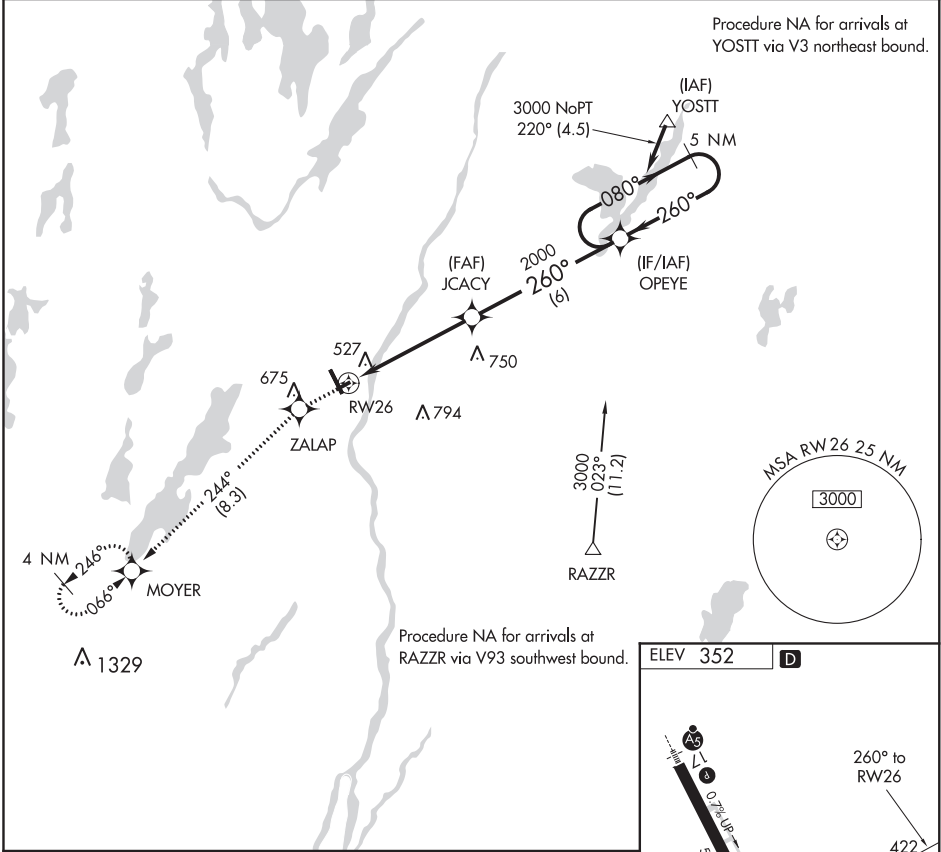 Procedure NA for arrivals at
YOSTT via V3 northeast bound.
(IAF)
YOSTT
3000 NoPT
220° (4.5)
5 NM
080°
260°
2000
260°
(6)
(IF/IAF)
OPEYE
(FAF)
JCACY
527
750
675
RW26
794
ZALAP
244°
(8.3)
3000
023°
(11.2)
RAZZR
MSA RW 26 25 NM
3000
4 NM
246°
066°
MOYER
1329
Procedure NA for arrivals at
RAZZR via V93 southwest bound.
ELEV 352
D
A5
17
P
0.7% UP
260° to
RW26
422